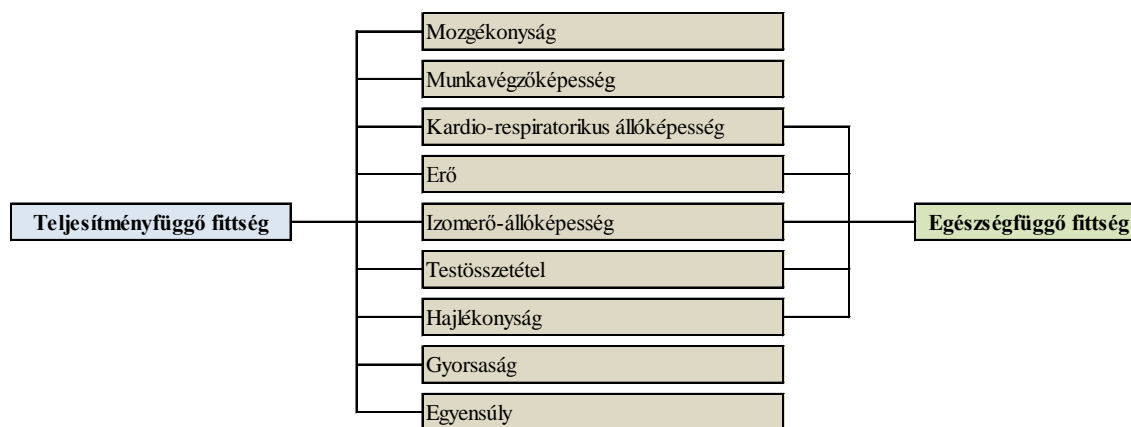 Mozgékonyság
Munkavégzőképesség
Kardio-respiratorikus állóképesség
Erő
Teljesítményfüggő fittség
Izomerő-állóképesség
Egészségfüggő fittség
Testösszetétel
Hajlékonyság
Gyorsaság
Egyensúly